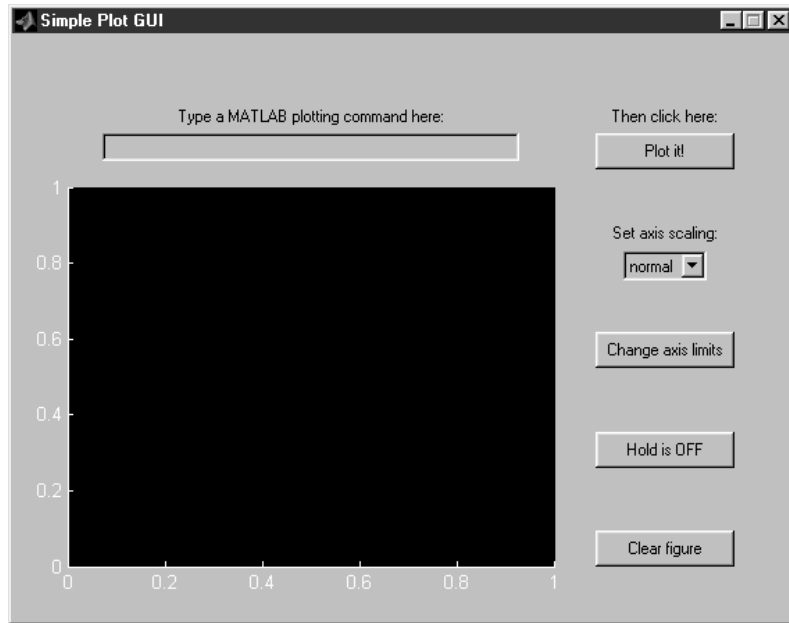 Simple Plot GUI
Type a MATLAB plotting command here:
Then click here:
Plot it!
1
0.8
0.6
0.4
0.2
0
0 0.2 0.4 0.6 0.8 1
Set axis scaling:
normal
Change axis limits
Hold is OFF
Clear figure